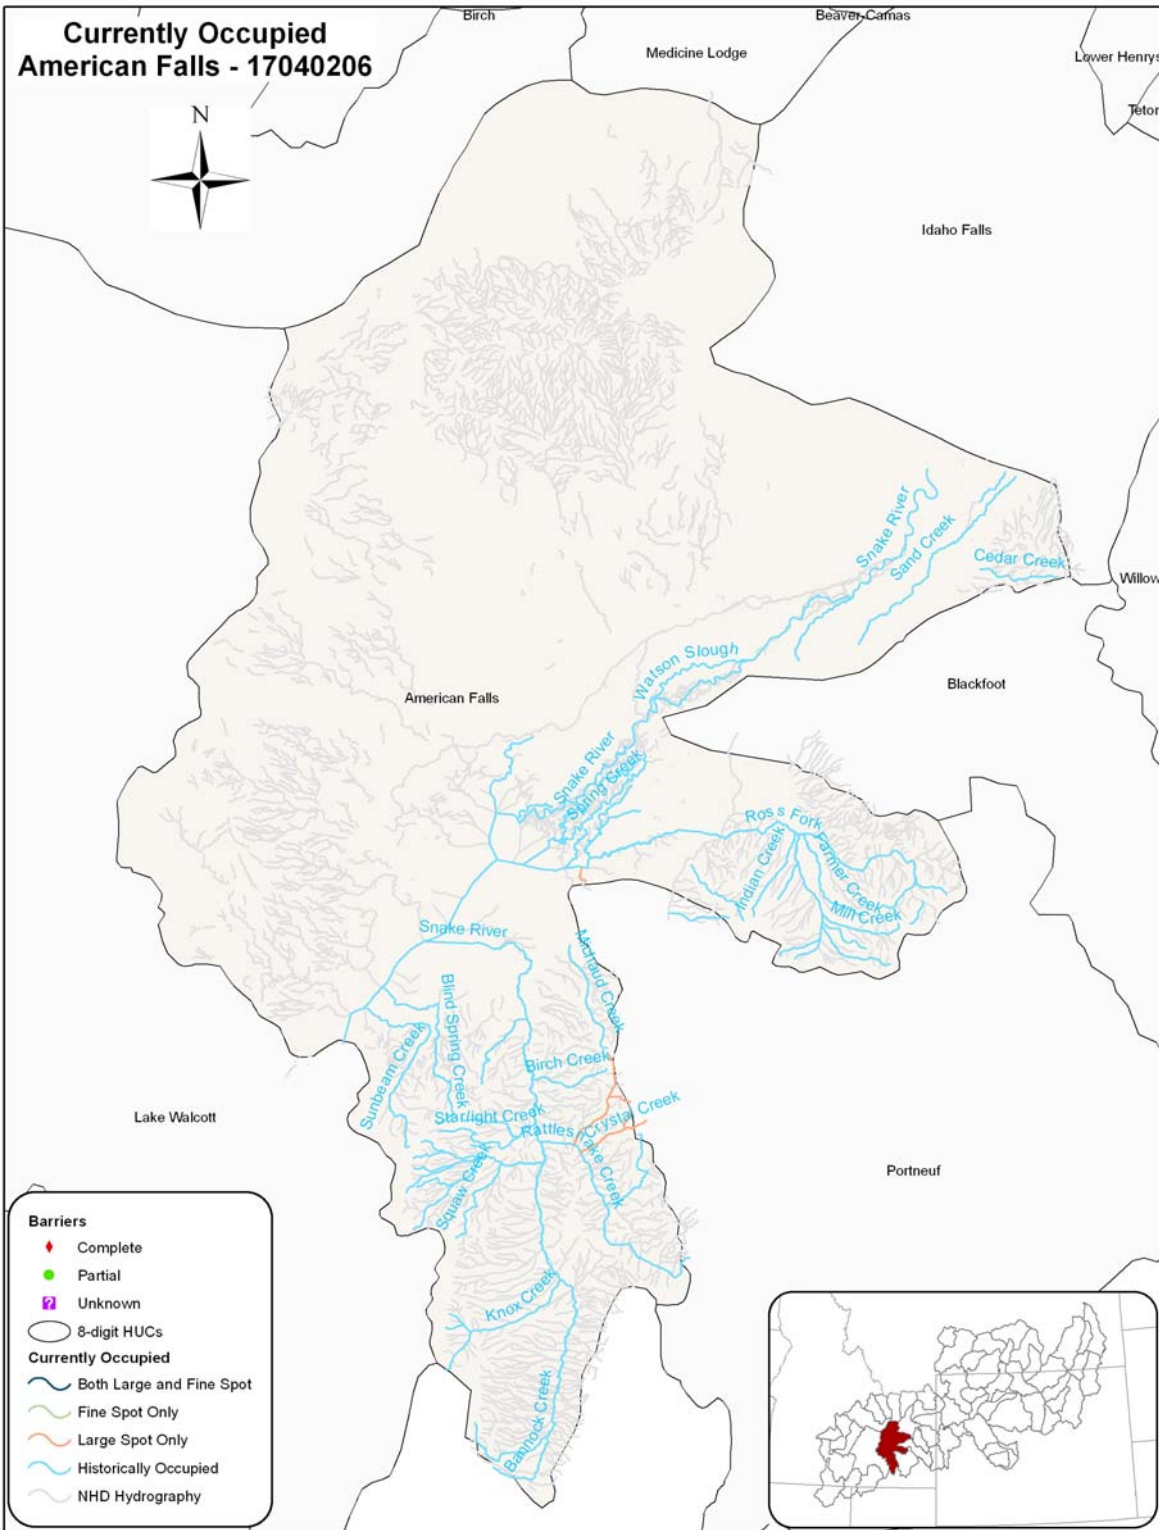 Currently Occupied
American Falls - 17040206
N
Birch
Beaver-Camas
Medicine Lodge
Lower Henrys
Teton
Idaho Falls
Snake River
Sand Creek
Cedar Creek
Willow
Watson Slough
Blackfoot
American Falls
Snake River
Spring Creek
Ross Fork
Indian Creek
Farmer Creek
Mill Creek
Snake River
Michaud Creek
Blind Spring Creek
Sunbeam Creek
Birch Creek
Starlight Creek
Crystal Creek
Rattlesnake Creek
Lake Walcott
Squaw Creek
Portneuf
Knox Creek
Bannock Creek
Barriers
Complete
Partial
?
Unknown
8-digit HUCs
Currently Occupied
Both Large and Fine Spot
Fine Spot Only
Large Spot Only
Historically Occupied
NHD Hydrography